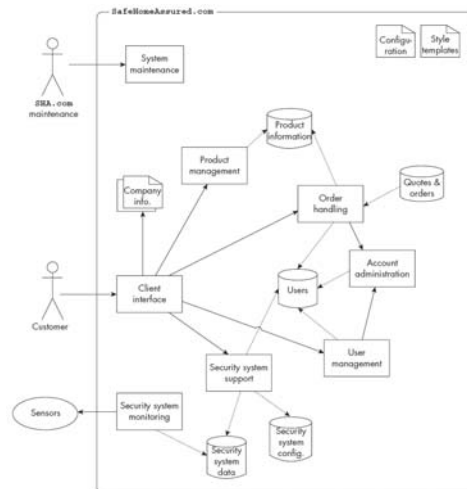 SafeHomeAssured.com
Configu-
ration
Style
templates
System
maintenance
SHA.com
maintenance
Product
information
Product
management
Company
info.
Order
handling
Quotes &
orders
Account
administration
Client
interface
Users
Customer
User
management
Security system
support
Sensors
Security system
monitoring
Security
system
config.
Security
system
data